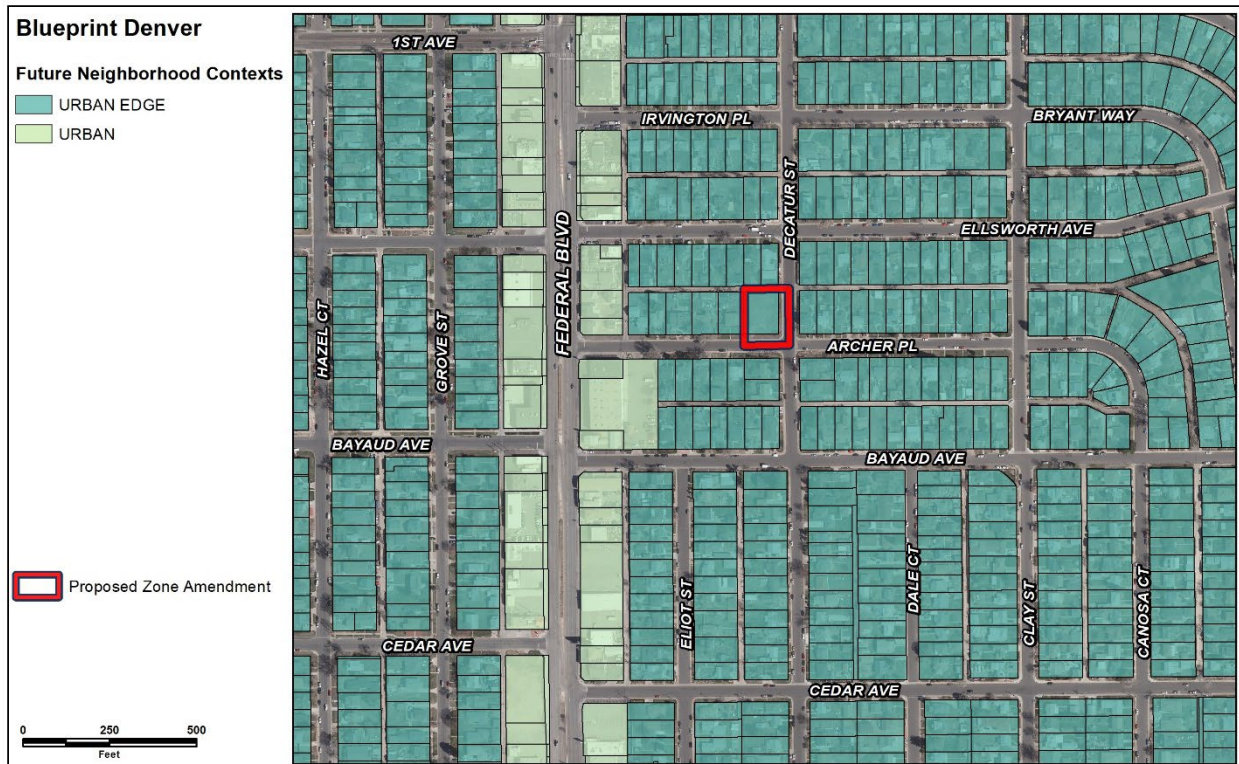 Blueprint Denver
Future Neighborhood Contexts
URBAN EDGE
URBAN
Proposed Zone Amendment
0 250 500
Feet
1ST AVE
IRVINGTON PL
BRYANT WAY
DECATUR ST
ELLSWORTH AVE
FEDERAL BLVD
HAZEL CT
GROVE ST
ARCHER PL
BAYAUD AVE
BAYAUD AVE
ELIOT ST
DALE CT
CLAY ST
CANOSA CT
CEDAR AVE
CEDAR AVE